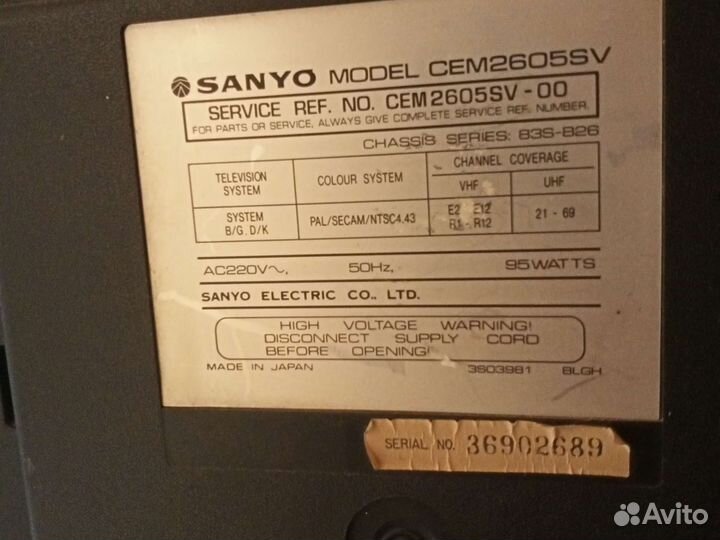 SANYO MODEL CEM2605SV
SERVICE REF. NO. CEM2605SV-00
FOR PARTS OR SERVICE, ALWAYS GIVE COMPLETE SERVICE REF. NUMBER.
CHASSIS SERIES: 83S-B26
TELEVISION SYSTEM
COLOUR SYSTEM
CHANNEL COVERAGE
VHF
UHF
SYSTEM B/G, D/K
PAL/SECAM/NTSC4.43
E2 - E12
R1 - R12
21 - 69
AC220V~, 50Hz, 95WATTS
SANYO ELECTRIC CO., LTD.
HIGH VOLTAGE WARNING!
DISCONNECT SUPPLY CORD
BEFORE OPENING!
MADE IN JAPAN 3S03981 BLGH
SERIAL NO. 36902689
Avito